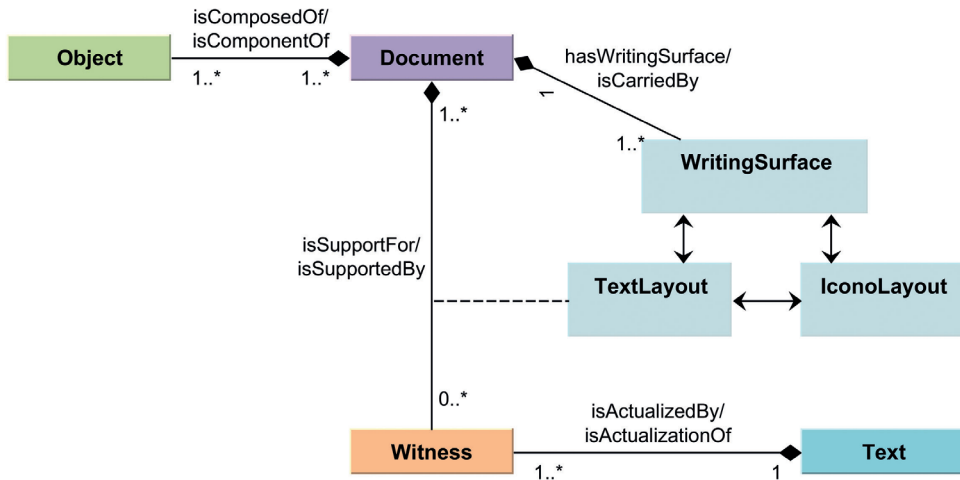 isComposedOf/
isComponentOf
Object
Document
1..*
1..*
hasWritingSurface/
isCarriedBy
1
1..*
1..*
WritingSurface
isSupportFor/
isSupportedBy
TextLayout
IconoLayout
0..*
isActualizedBy/
isActualizationOf
Witness
Text
1..*
1